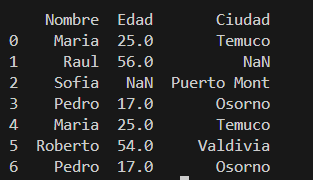 Nombre Edad Ciudad
0 Maria 25.0 Temuco
1 Raul 56.0 NaN
2 Sofia NaN Puerto Mont
3 Pedro 17.0 Osorno
4 Maria 25.0 Temuco
5 Roberto 54.0 Valdivia
6 Pedro 17.0 Osorno